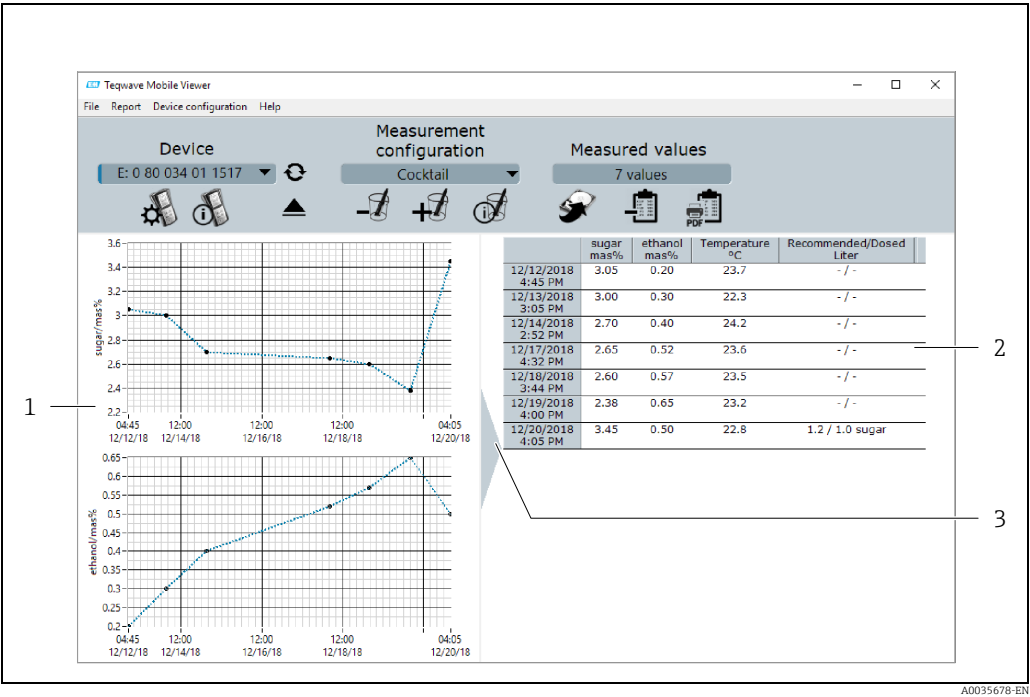 Teqwave Mobile Viewer
File Report Device configuration Help
Device
E: 0 80 034 01 1517
Measurement
configuration
Cocktail
Measured values
7 values
PDF
sugar/mas%
3.6
3.4
3.2
3
2.8
2.6
2.4
2.2
04:45 12:00 12:00 12:00 04:05
12/12/18 12/14/18 12/16/18 12/18/18 12/20/18
ethanol/mas%
0.65
0.6
0.55
0.5
0.45
0.4
0.35
0.3
0.25
0.2
04:45 12:00 12:00 12:00 04:05
12/12/18 12/14/18 12/16/18 12/18/18 12/20/18
sugar ethanol Temperature Recommended/Dosed
mas% mas% °C Liter
12/12/2018 3.05 0.20 23.7 - / -
4:45 PM
12/13/2018 3.00 0.30 22.3 - / -
3:05 PM
12/14/2018 2.70 0.40 24.2 - / -
2:52 PM
12/17/2018 2.65 0.52 23.6 - / -
4:32 PM
12/18/2018 2.60 0.57 23.5 - / -
3:44 PM
12/19/2018 2.38 0.65 23.2 - / -
4:00 PM
12/20/2018 3.45 0.50 22.8 1.2 / 1.0 sugar
4:05 PM
1
2
3
A0035678-EN